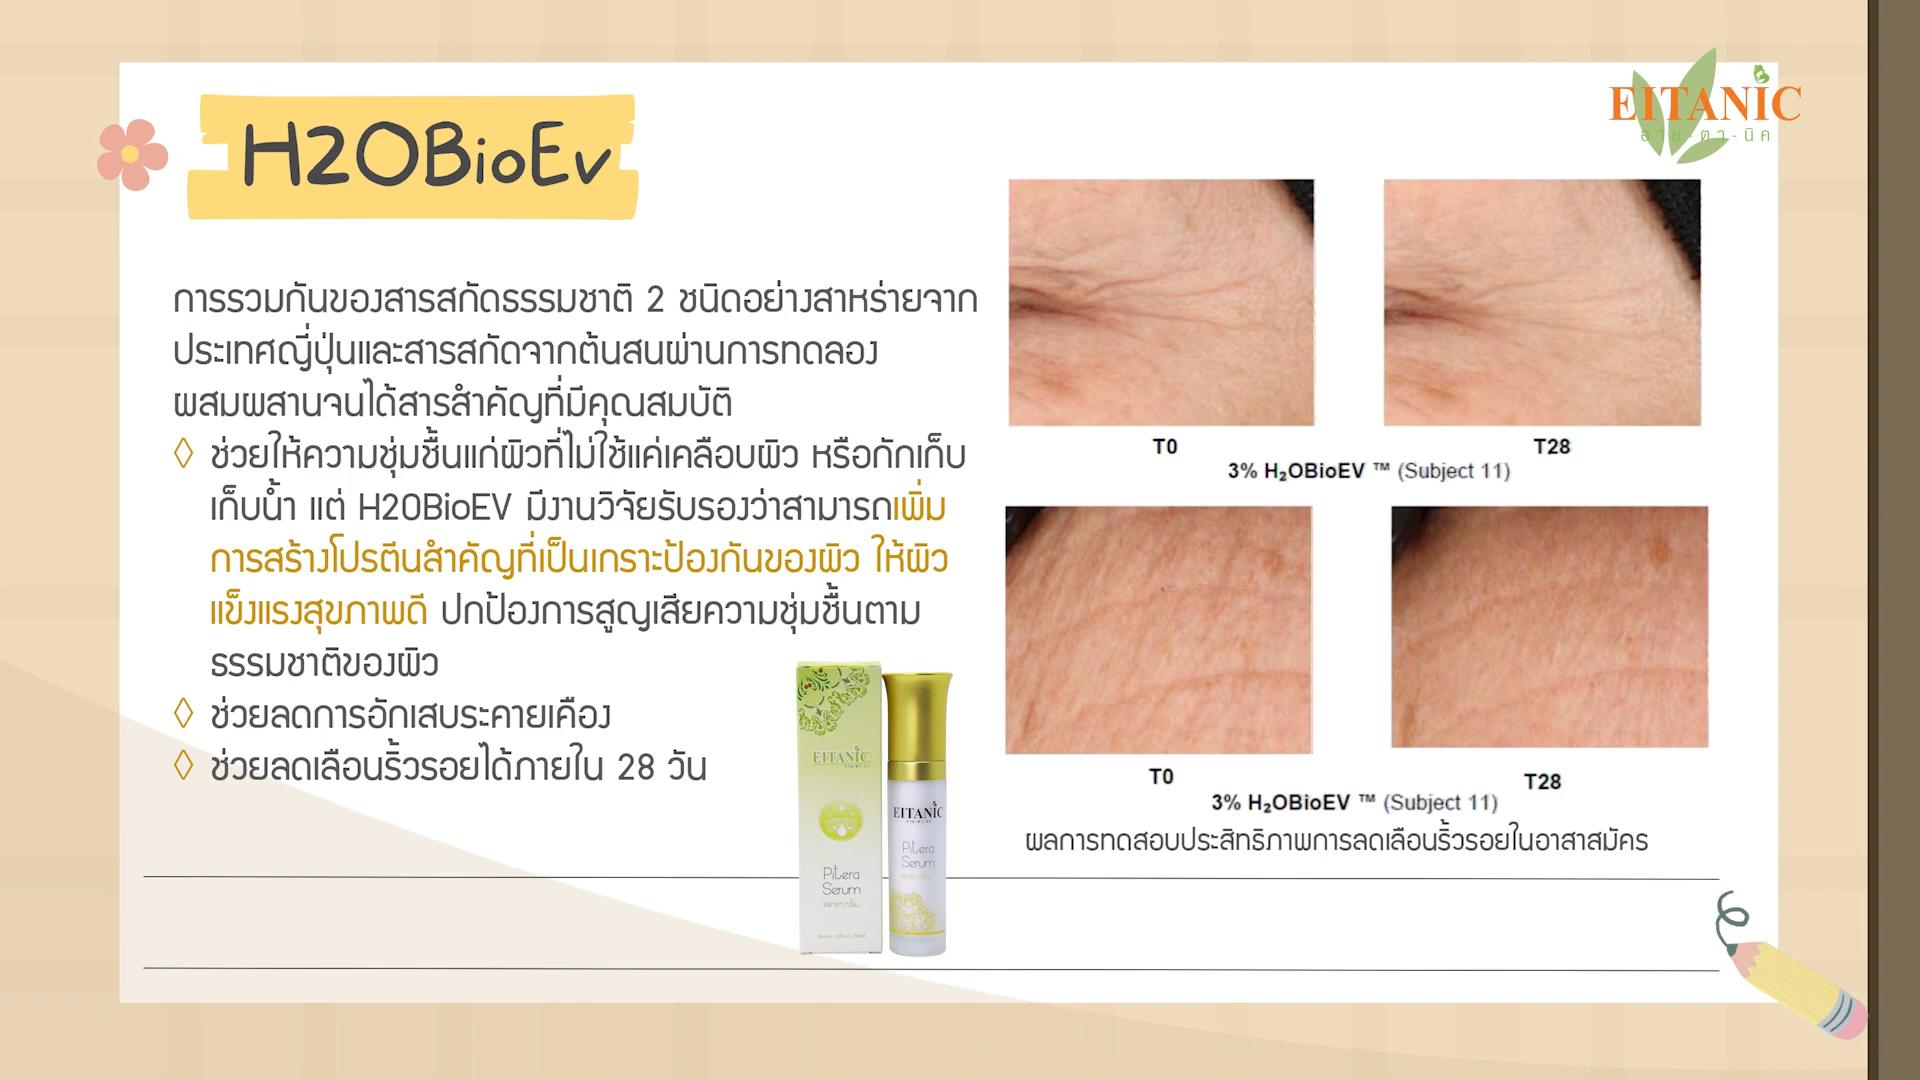 H2OBioEv
EITANIC
อาย-ตา-นิค
การรวมกันของสารสกัดธรรมชาติ 2 ชนิดอย่างสาหร่ายจาก
ประเทศญี่ปุ่นและสารสกัดจากต้นสนผ่านการทดลอง
ผสมผสานจนได้สารสำคัญที่มีคุณสมบัติ
◊ ช่วยให้ความชุ่มชื้นแก่ผิวที่ไม่ใช้แค่เคลือบผิว หรือกักเก็บ
เก็บน้ำ แต่ H2OBioEV มีงานวิจัยรับรองว่าสามารถเพิ่ม
การสร้างโปรตีนสำคัญที่เป็นเกราะป้องกันของผิว ให้ผิว
แข็งแรงสุขภาพดี ปกป้องการสูญเสียความชุ่มชื้นตาม
ธรรมชาติของผิว
◊ ช่วยลดการอักเสบระคายเคือง
◊ ช่วยลดเลือนริ้วรอยได้ภายใน 28 วัน
T0 T28
3% H₂OBioEV ™ (Subject 11)
T0 T28
3% H₂OBioEV ™ (Subject 11)
ผลการทดสอบประสิทธิภาพการลดเลือนริ้วรอยในอาสาสมัคร
EITANIC
Pitera
Serum
EITANIC
Pitera
Serum